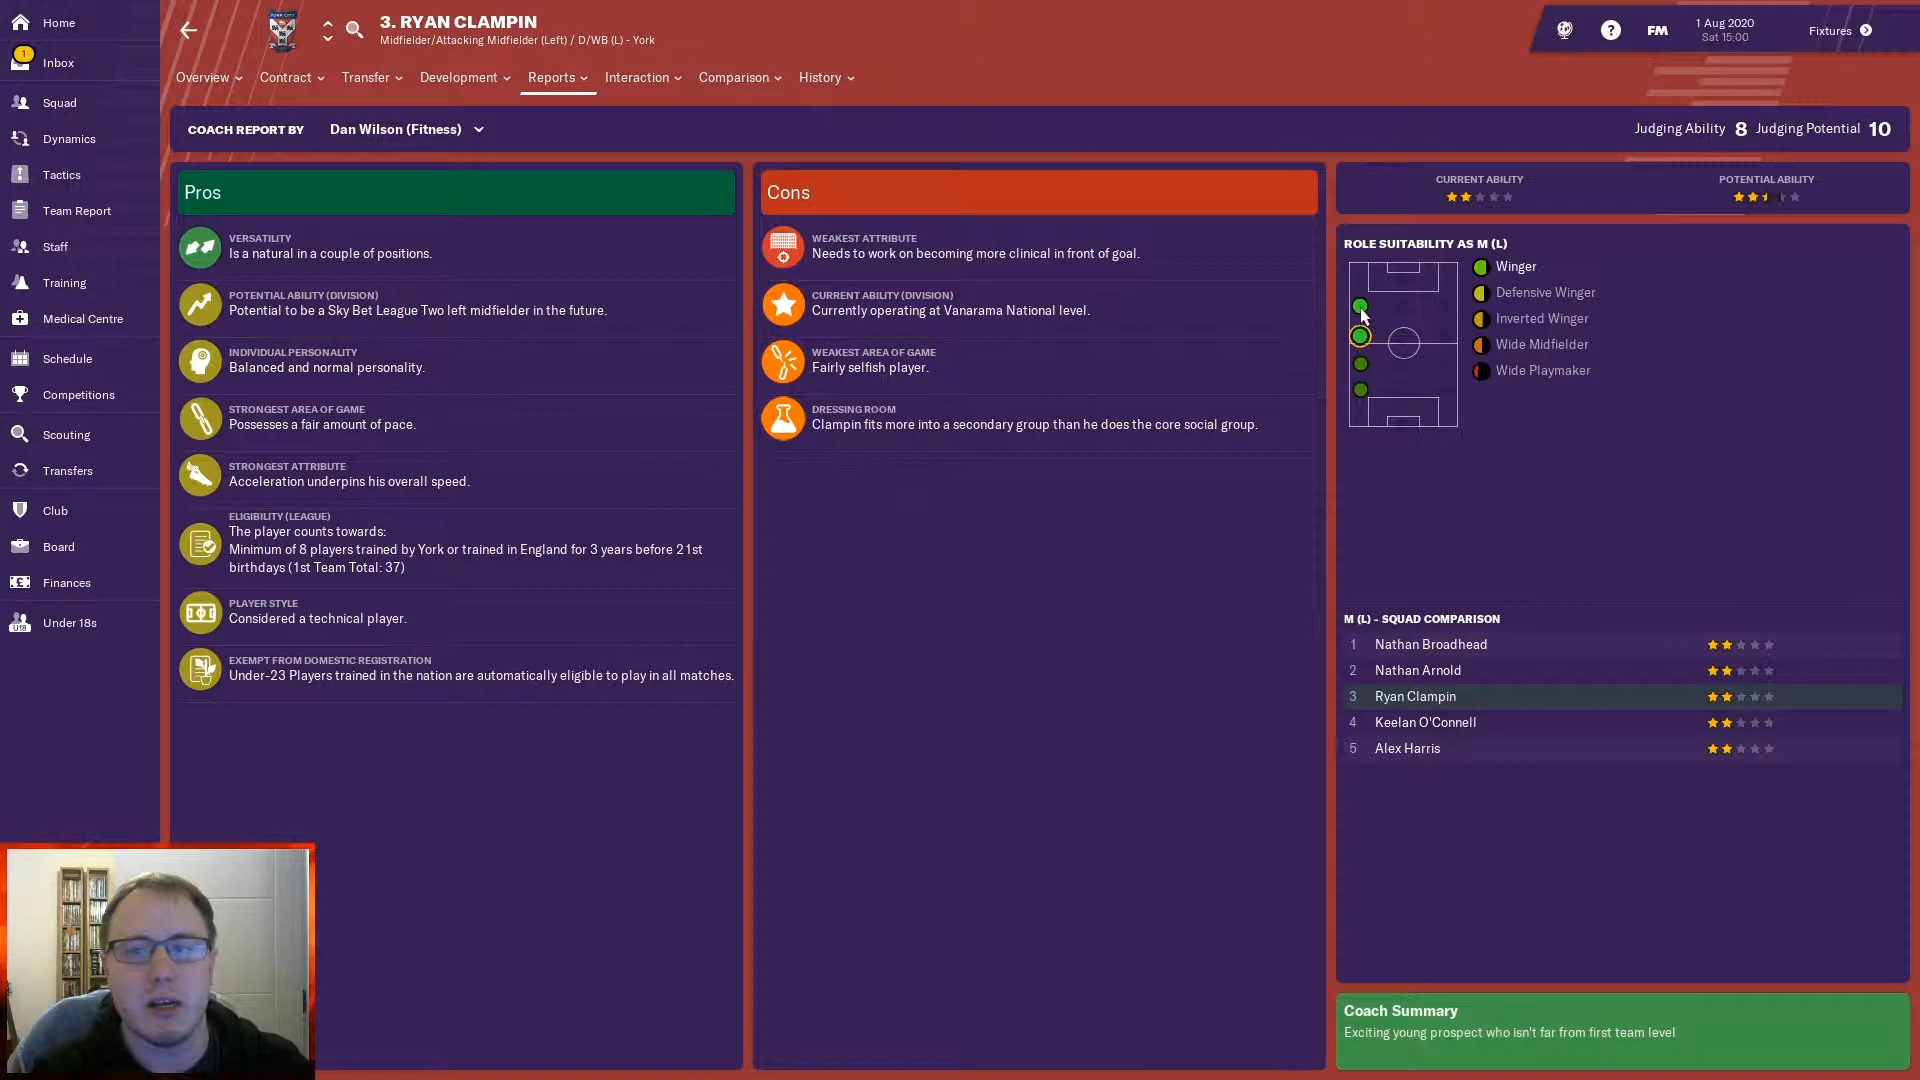 Home
1
Inbox
Squad
Dynamics
Tactics
Team Report
Staff
Training
Medical Centre
Schedule
Competitions
Scouting
Transfers
Club
Board
Finances
U18
Under 18s
YORK CITY
3. RYAN CLAMPIN
Midfielder/Attacking Midfielder (Left) / D/WB (L) - York
?
FM
1 Aug 2020
Sat 15:00
Fixtures
Overview
Contract
Transfer
Development
Reports
Interaction
Comparison
History
COACH REPORT BY Dan Wilson (Fitness)
Judging Ability 8 Judging Potential 10
Pros
VERSATILITY
Is a natural in a couple of positions.
POTENTIAL ABILITY (DIVISION)
Potential to be a Sky Bet League Two left midfielder in the future.
INDIVIDUAL PERSONALITY
Balanced and normal personality.
STRONGEST AREA OF GAME
Possesses a fair amount of pace.
STRONGEST ATTRIBUTE
Acceleration underpins his overall speed.
ELIGIBILITY (LEAGUE)
The player counts towards:
Minimum of 8 players trained by York or trained in England for 3 years before 21st
birthdays (1st Team Total: 37)
PLAYER STYLE
Considered a technical player.
EXEMPT FROM DOMESTIC REGISTRATION
Under-23 Players trained in the nation are automatically eligible to play in all matches.
Cons
WEAKEST ATTRIBUTE
Needs to work on becoming more clinical in front of goal.
CURRENT ABILITY (DIVISION)
Currently operating at Vanarama National level.
WEAKEST AREA OF GAME
Fairly selfish player.
DRESSING ROOM
Clampin fits more into a secondary group than he does the core social group.
CURRENT ABILITY
POTENTIAL ABILITY
ROLE SUITABILITY AS M (L)
Winger
Defensive Winger
Inverted Winger
Wide Midfielder
Wide Playmaker
M (L) - SQUAD COMPARISON
1 Nathan Broadhead
2 Nathan Arnold
3 Ryan Clampin
4 Keelan O'Connell
5 Alex Harris
Coach Summary
Exciting young prospect who isn't far from first team level